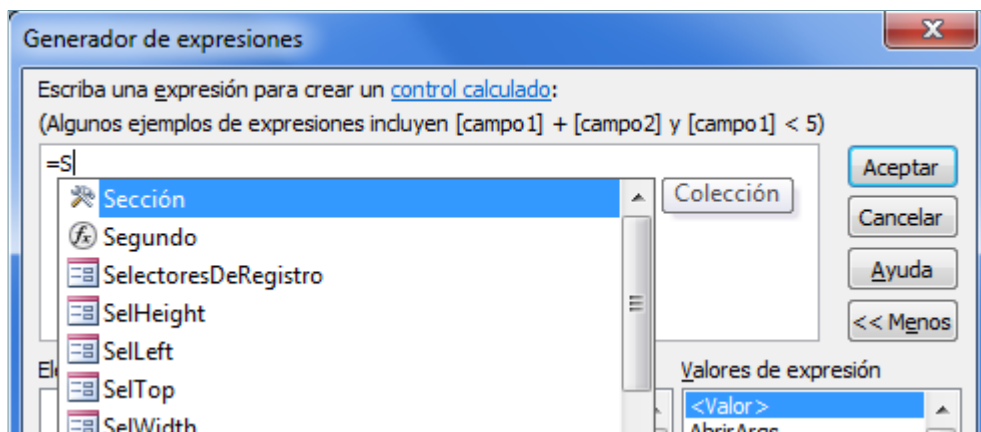 Generador de expresiones
Escriba una expresión para crear un control calculado:
(Algunos ejemplos de expresiones incluyen [campo1] + [campo2] y [campo1] < 5)
=S
Aceptar
Sección
Colección
Cancelar
Segundo
SelectoresDeRegistro
Ayuda
SelHeight
<< Menos
SelLeft
Ele
Valores de expresión
SelTop
<Valor>
SelWidth
AbrirArgs